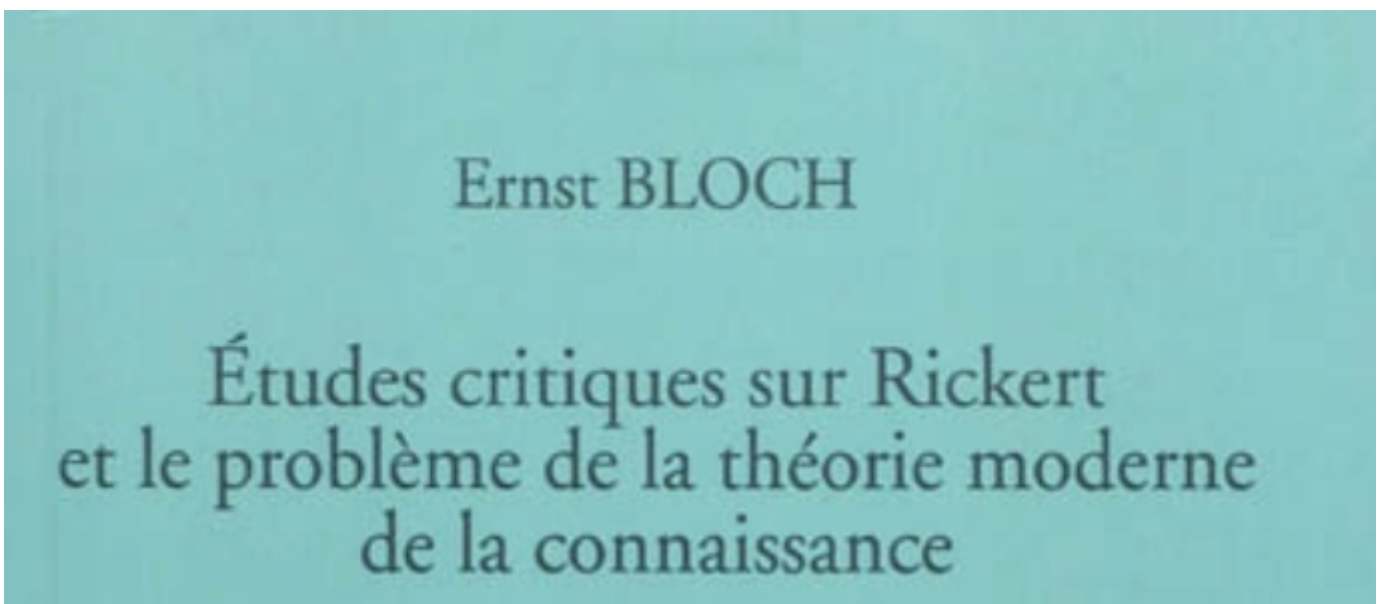 Ernst BLOCH
Études critiques sur Rickert
et le problème de la théorie moderne
de la connaissance